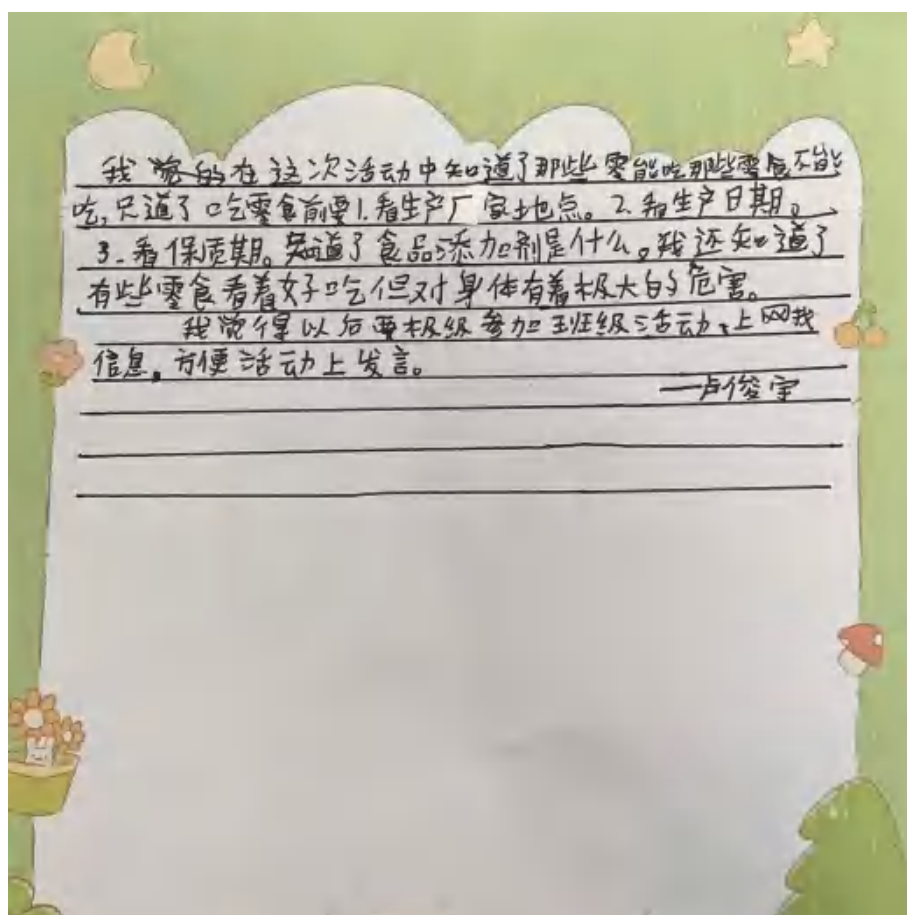 我觉的在这次活动中知道了那些零能吃那些零食不能
吃,只道了吃零食前要1.看生产厂家地点。2.看生产日期。
3.看保质期。知道了食品添加剂是什么。我还知道了
有些零食看着好吃但对身体有着极大的危害。
我觉得以后要极级参加班级活动、上网找
信息,方便活动上发言。
—卢俊宇